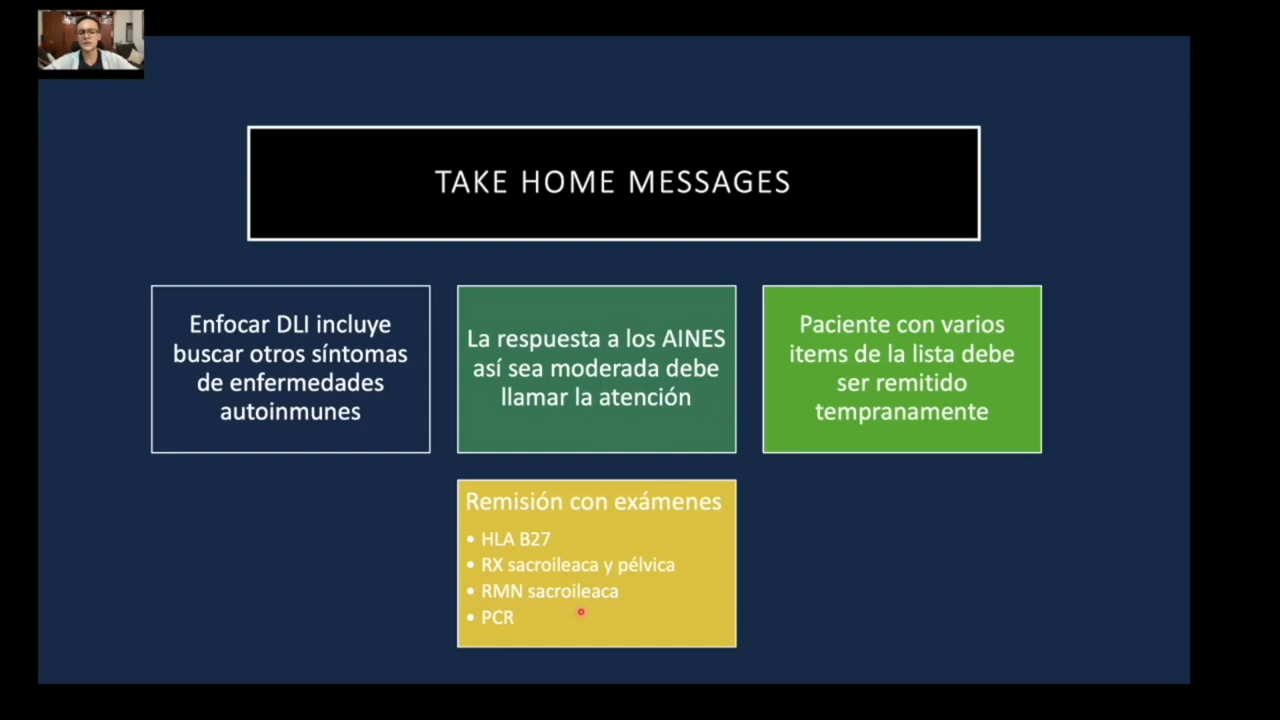 TAKE HOME MESSAGES
Enfocar DLI incluye
buscar otros síntomas
de enfermedades
autoinmunes
La respuesta a los AINES
así sea moderada debe
llamar la atención
Paciente con varios
items de la lista debe
ser remitido
tempranamente
Remisión con exámenes
• HLA B27
• RX sacroileaca y pélvica
• RMN sacroileaca
• PCR